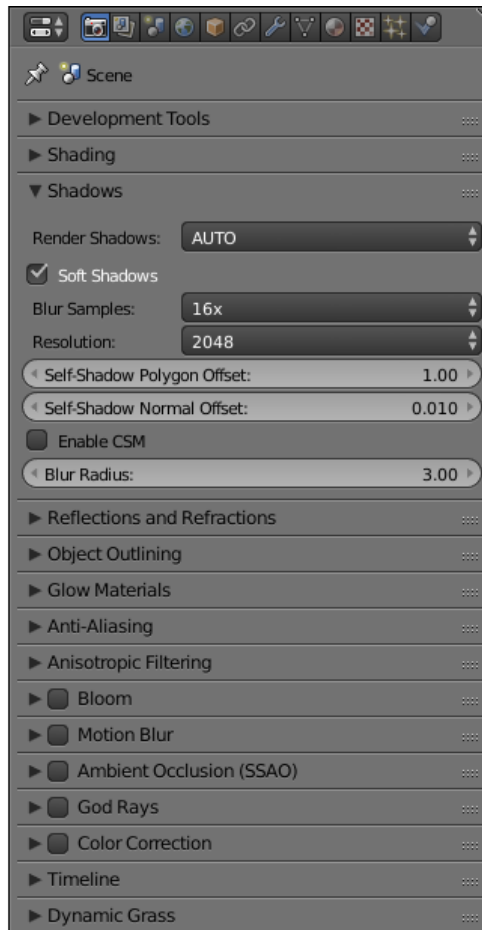 Scene
Development Tools
Shading
Shadows
Render Shadows: AUTO
Soft Shadows
Blur Samples: 16x
Resolution: 2048
Self-Shadow Polygon Offset: 1.00
Self-Shadow Normal Offset: 0.010
Enable CSM
Blur Radius: 3.00
Reflections and Refractions
Object Outlining
Glow Materials
Anti-Aliasing
Anisotropic Filtering
Bloom
Motion Blur
Ambient Occlusion (SSAO)
God Rays
Color Correction
Timeline
Dynamic Grass